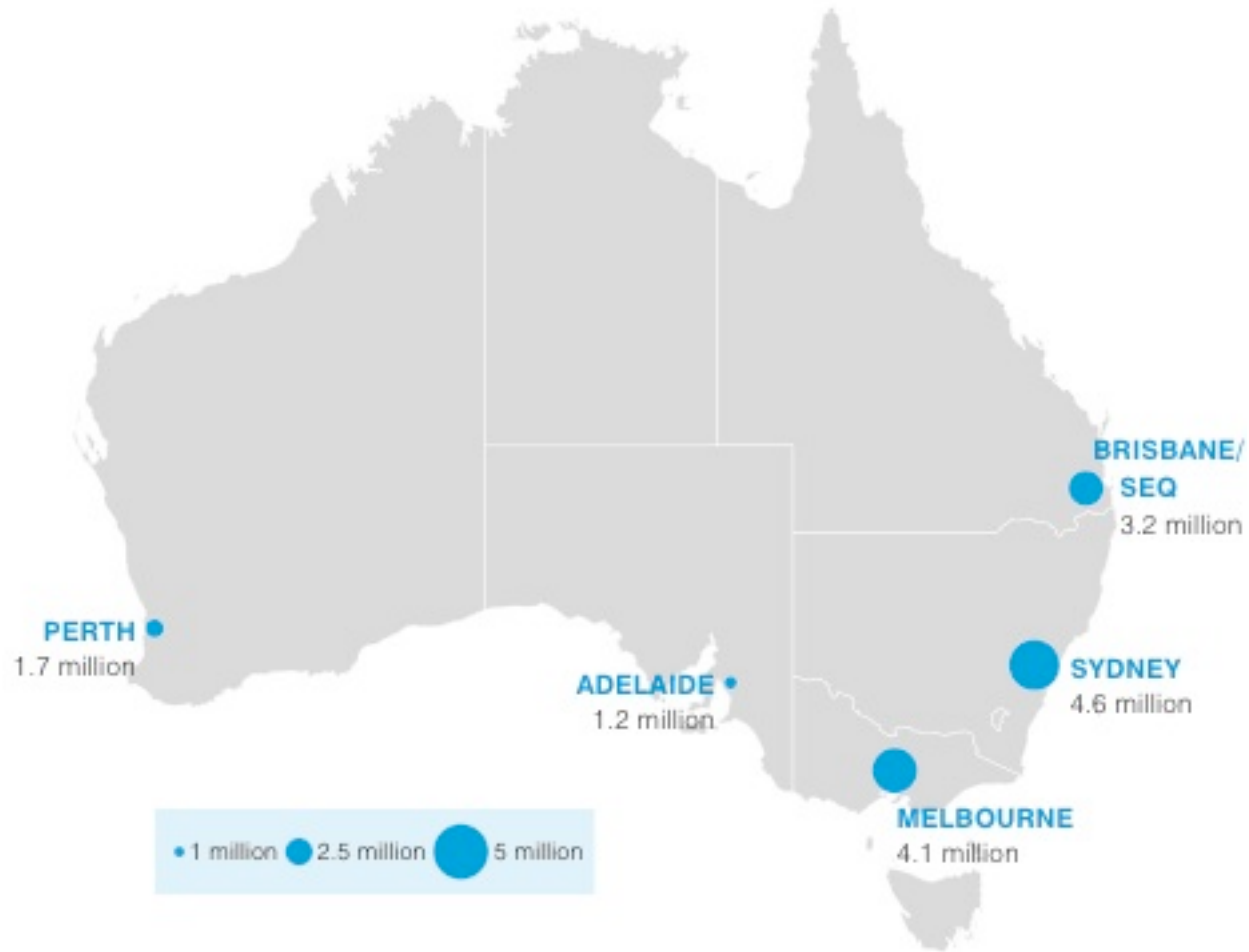 BRISBANE/
SEQ
3.2 million
PERTH
1.7 million
ADELAIDE
1.2 million
SYDNEY
4.6 million
MELBOURNE
4.1 million
1 million 2.5 million 5 million